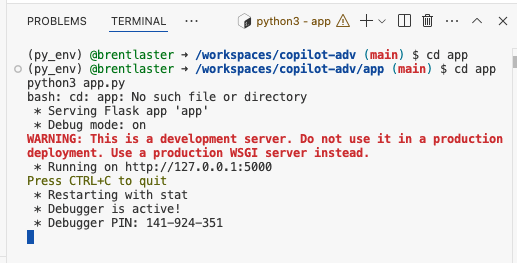 PROBLEMS TERMINAL ... python3 - app
(py_env) @brentlaster ➜ /workspaces/copilot-adv (main) $ cd app
(py_env) @brentlaster ➜ /workspaces/copilot-adv/app (main) $ cd app
python3 app.py
bash: cd: app: No such file or directory
 * Serving Flask app 'app'
 * Debug mode: on
WARNING: This is a development server. Do not use it in a production
deployment. Use a production WSGI server instead.
 * Running on http://127.0.0.1:5000
Press CTRL+C to quit
 * Restarting with stat
 * Debugger is active!
 * Debugger PIN: 141-924-351